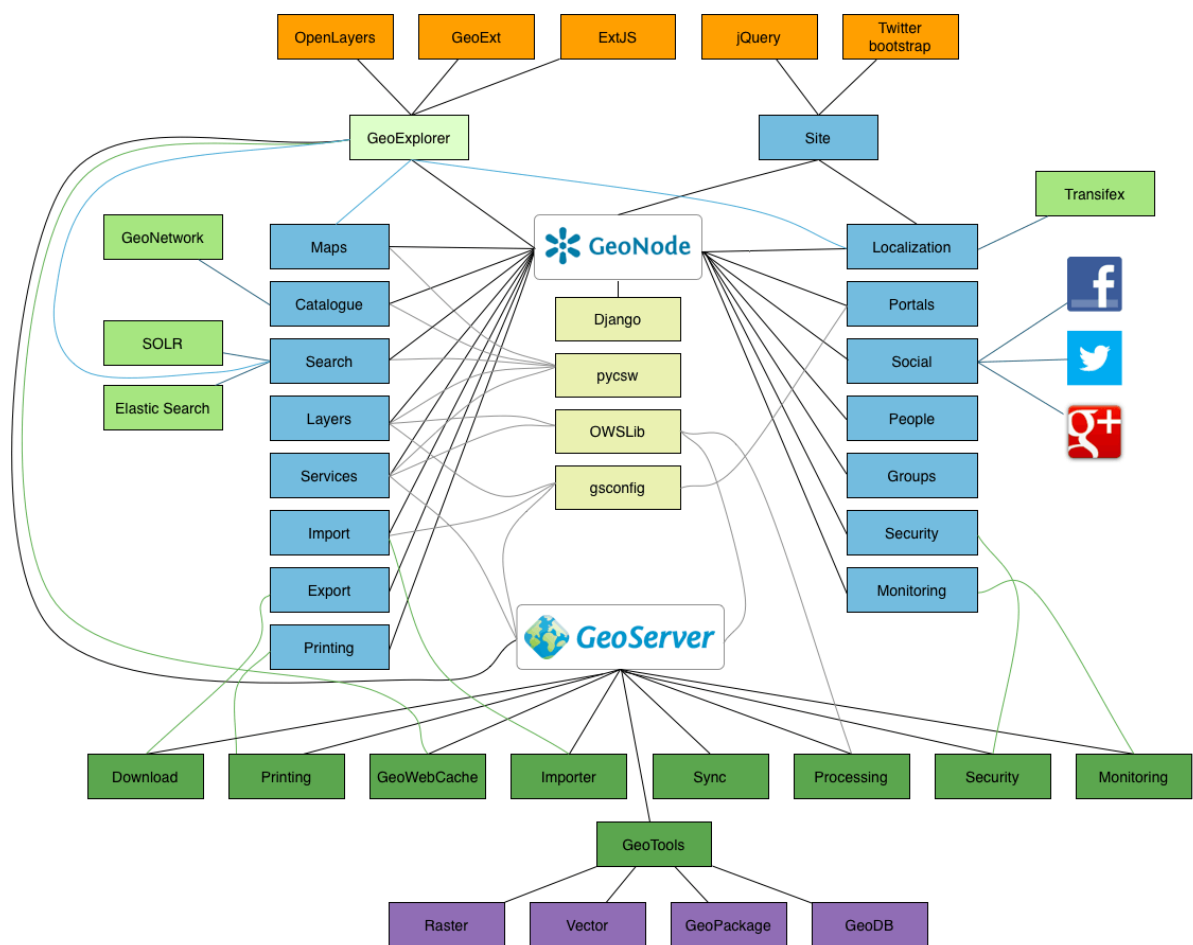 OpenLayers
GeoExt
ExtJS
jQuery
Twitter
bootstrap
GeoExplorer
Site
Transifex
GeoNetwork
Maps
GeoNode
Localization
Catalogue
Django
Portals
f
SOLR
Search
pycsw
Social
Elastic Search
Layers
OWSLib
People
g+
Services
gsconfig
Groups
Import
Security
Export
Monitoring
GeoServer
Printing
Download
Printing
GeoWebCache
Importer
Sync
Processing
Security
Monitoring
GeoTools
Raster
Vector
GeoPackage
GeoDB